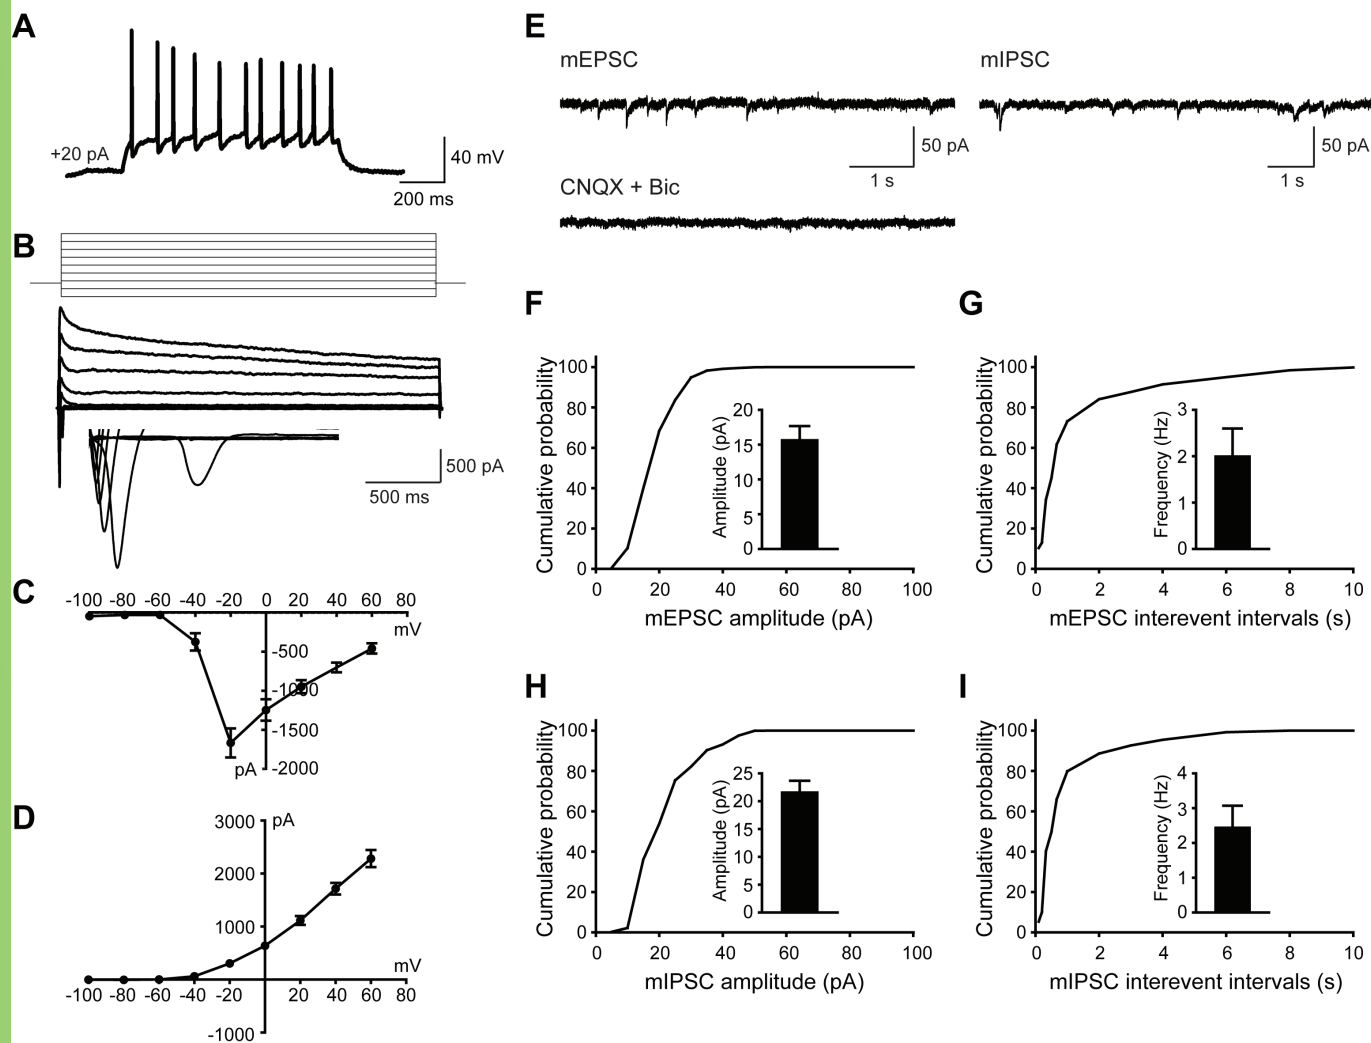 A
+20 pA
40 mV
200 ms
B
500 pA
500 ms
C
-100 -80 -60 -40 -20 0 20 40 60 80
mV
-500
-1000
-1500
pA -2000
D
3000 pA
2000
1000
mV
-100 -80 -60 -40 -20 20 40 60 80
-1000
E
mEPSC
mIPSC
50 pA
1 s
50 pA
1 s
CNQX + Bic
F
Cumulative probability
100
80
60
40
20
0
0 20 40 60 80 100
mEPSC amplitude (pA)
Amplitude (pA)
20
15
10
5
0
G
Cumulative probability
100
80
60
40
20
0
0 2 4 6 8 10
mEPSC interevent intervals (s)
Frequency (Hz)
3
2
1
0
H
Cumulative probability
100
80
60
40
20
0
0 20 40 60 80 100
mIPSC amplitude (pA)
Amplitude (pA)
25
20
15
10
5
0
I
Cumulative probability
100
80
60
40
20
0
0 2 4 6 8 10
mIPSC interevent intervals (s)
Frequency (Hz)
4
3
2
1
0